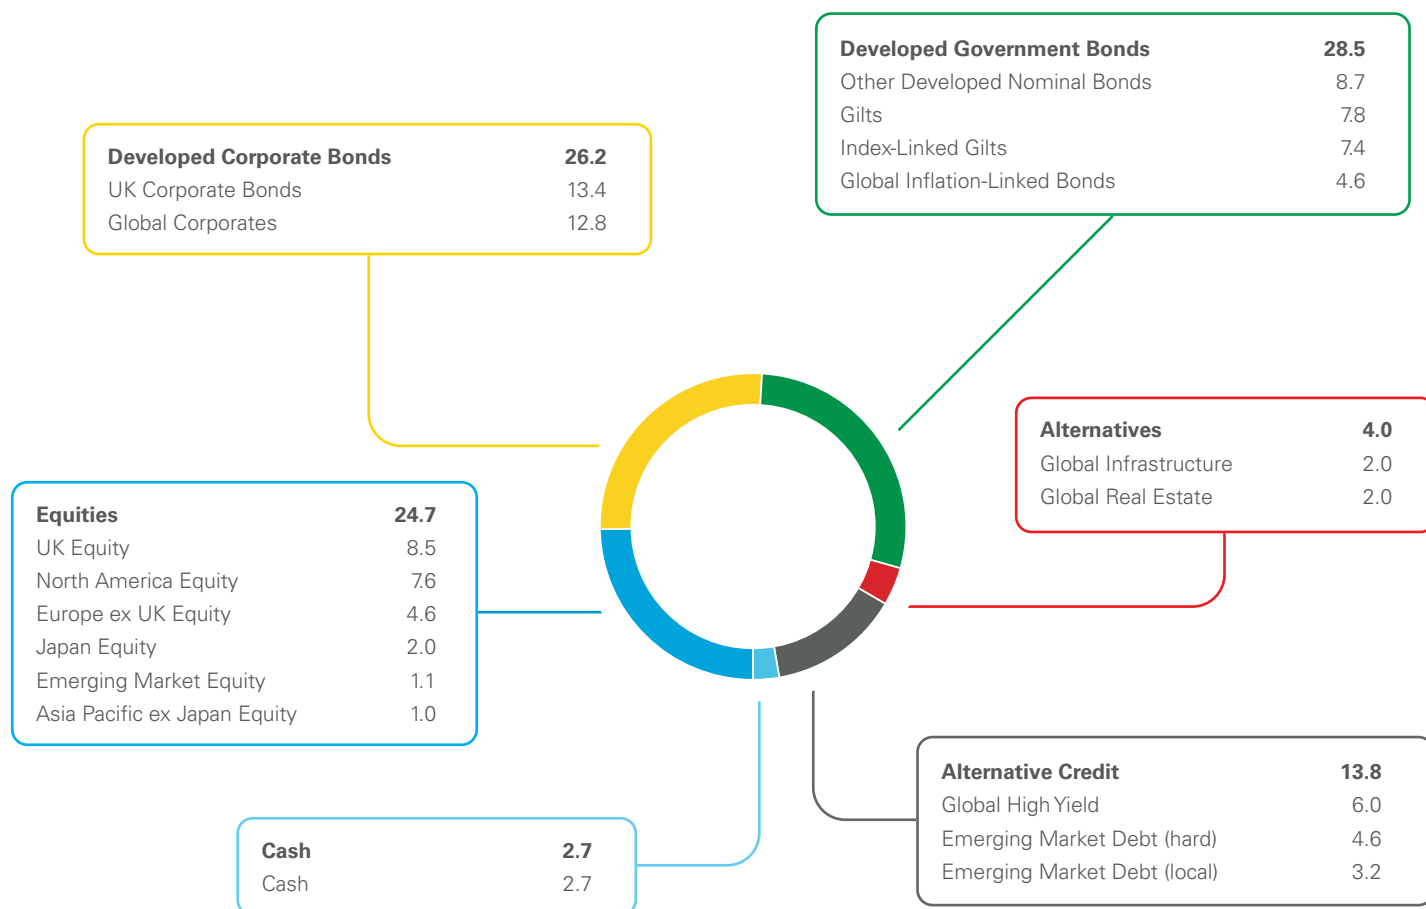 Developed Government Bonds 28.5
Other Developed Nominal Bonds 8.7
Gilts 7.8
Index-Linked Gilts 7.4
Global Inflation-Linked Bonds 4.6
Developed Corporate Bonds 26.2
UK Corporate Bonds 13.4
Global Corporates 12.8
Alternatives 4.0
Global Infrastructure 2.0
Global Real Estate 2.0
Equities 24.7
UK Equity 8.5
North America Equity 7.6
Europe ex UK Equity 4.6
Japan Equity 2.0
Emerging Market Equity 1.1
Asia Pacific ex Japan Equity 1.0
Alternative Credit 13.8
Global High Yield 6.0
Emerging Market Debt (hard) 4.6
Emerging Market Debt (local) 3.2
Cash 2.7
Cash 2.7